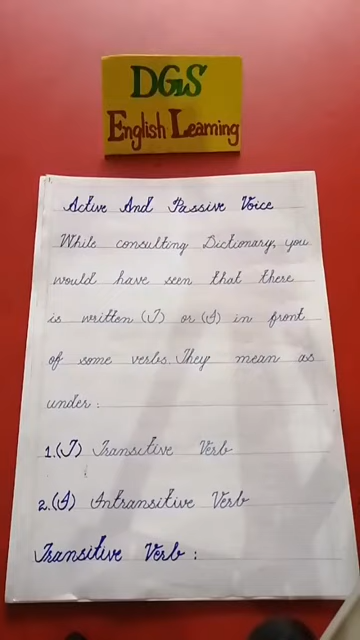 DGS
English Learning
Active And Passive Voice
While consulting Dictionary, you
would have seen that there
is written (T) or (I) in front
of some verbs. They mean as
under :
1. (T) Transitive Verb
2. (I) Intransitive Verb
Transitive Verb :